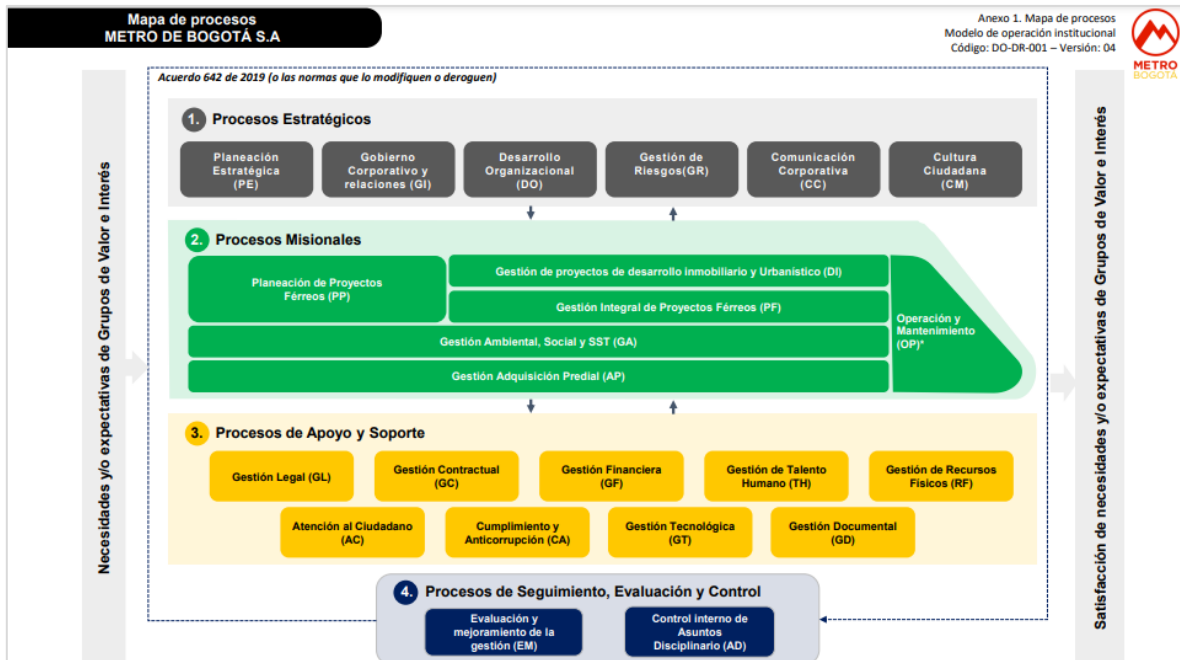 Mapa de procesos
METRO DE BOGOTÁ S.A
Anexo 1. Mapa de procesos
Modelo de operación institucional
Código: DO-DR-001 – Versión: 04
METRO
BOGOTÁ
Necesidades y/o expectativas de Grupos de Valor e Interés
Acuerdo 642 de 2019 (o las normas que lo modifiquen o deroguen)
1. Procesos Estratégicos
Planeación
Estratégica
(PE)
Gobierno
Corporativo y
relaciones (GI)
Desarrollo
Organizacional
(DO)
Gestión de
Riesgos(GR)
Comunicación
Corporativa
(CC)
Cultura
Ciudadana
(CM)
2. Procesos Misionales
Planeación de Proyectos
Férreos (PP)
Gestión de proyectos de desarrollo inmobiliario y Urbanístico (DI)
Gestión Integral de Proyectos Férreos (PF)
Gestión Ambiental, Social y SST (GA)
Gestión Adquisición Predial (AP)
Operación y
Mantenimiento
(OP)*
3. Procesos de Apoyo y Soporte
Gestión Legal (GL)
Gestión Contractual
(GC)
Gestión Financiera
(GF)
Gestión de Talento
Humano (TH)
Gestión de Recursos
Físicos (RF)
Atención al Ciudadano
(AC)
Cumplimiento y
Anticorrupción (CA)
Gestión Tecnológica
(GT)
Gestión Documental
(GD)
4. Procesos de Seguimiento, Evaluación y Control
Evaluación y
mejoramiento de la
gestión (EM)
Control interno de
Asuntos
Disciplinario (AD)
Satisfacción de necesidades y/o expectativas de Grupos de Valor e Interés